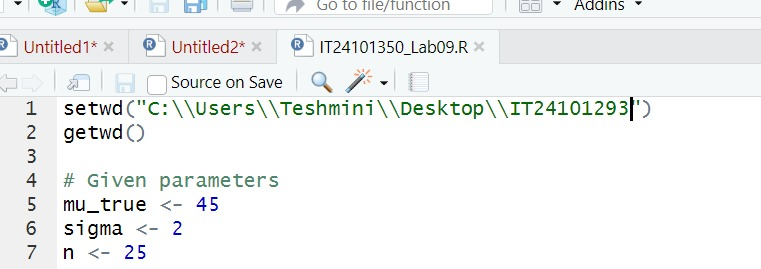 Go to file/function
Addins
Untitled1*
Untitled2*
IT24101350_Lab09.R
Source on Save
1 setwd("C:\\Users\\Teshmini\\Desktop\\IT24101293")
2 getwd()
3
4 # Given parameters
5 mu_true <- 45
6 sigma <- 2
7 n <- 25